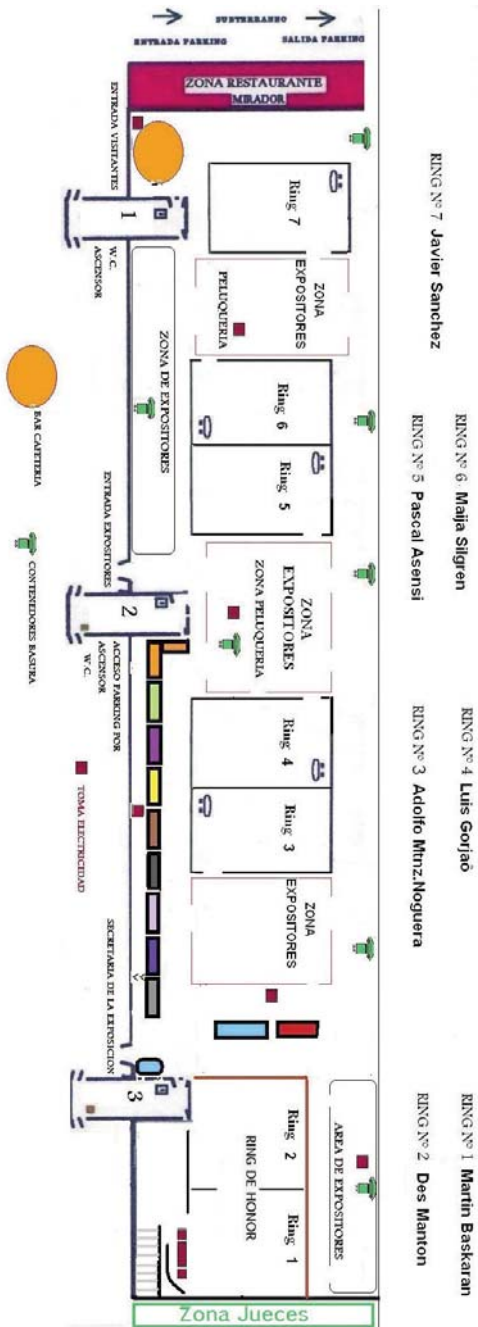 SUBTERRANEO
ENTRADA PARKING
SALIDA PARKING
ZONA RESTAURANTE
MIRADOR
RING Nº 7 Javier Sanchez
RING Nº 6 Maija Silgren
RING Nº 5 Pascal Asensi
RING Nº 4 Luis Gorjaõ
RING Nº 3 Adolfo Mtnz.Noguera
RING Nº 1 Martin Baskaran
RING Nº 2 Des Manton
Ring 7
ZONA
EXPOSITORES
PELUQUERIA
Ring 6
Ring 5
ZONA
EXPOSITORES
ZONA PELUQUERIA
Ring 4
Ring 3
ZONA
EXPOSITORES
AREA DE EXPOSITORES
Ring 2
Ring 1
RING DE HONOR
ENTRADA VISITANTES
1
W.C.
ASCENSOR
ZONA DE EXPOSITORES
ENTRADA EXPOSITORES
2
ACCESO PARKING POR
ASCENSOR
W.C.
SECRETARIA DE LA EXPOSICION
3
BAR CAFETERIA
CONTENEDORES BASURA
TOMA ELECTRICIDAD
Zona Jueces